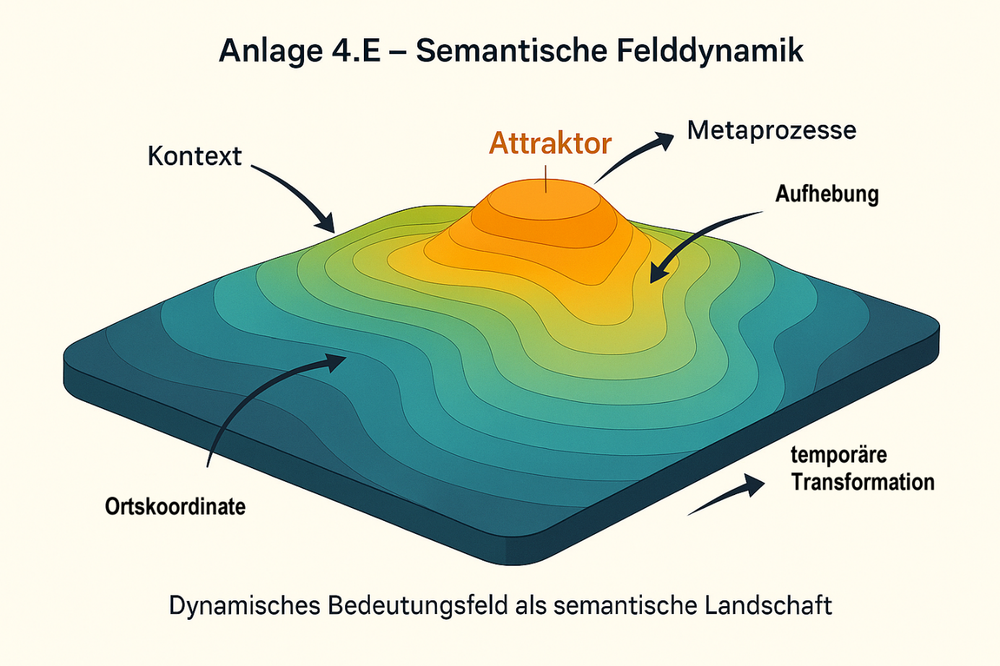 Anlage 4.E – Semantische Felddynamik
Kontext
Attraktor
Metaprozesse
Aufhebung
Ortskoordinate
temporäre
Transformation
Dynamisches Bedeutungsfeld als semantische Landschaft